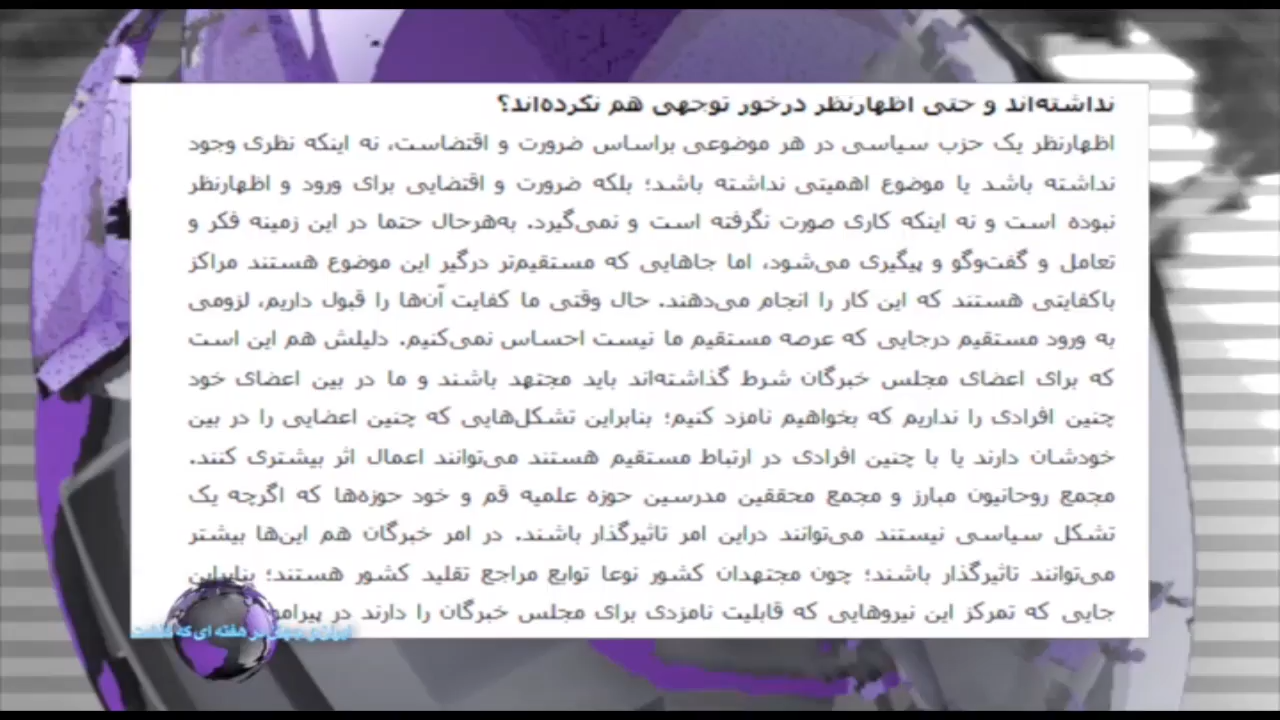 نداشته‌اند و حتی اظهارنظر درخور توجهی هم نکرده‌اند؟
اظهارنظر یک حزب سیاسی در هر موضوعی براساس ضرورت و اقتضاست، نه اینکه نظری وجود
نداشته باشد یا موضوع اهمیتی نداشته باشد؛ بلکه ضرورت و اقتضایی برای ورود و اظهارنظر
نبوده است و نه اینکه کاری صورت نگرفته است و نمی‌گیرد. به‌هرحال حتما در این زمینه فکر و
تعامل و گفت‌وگو و پیگیری می‌شود، اما جاهایی که مستقیم‌تر درگیر این موضوع هستند مراکز
باکفایتی هستند که این کار را انجام می‌دهند. حال وقتی ما کفایت آن‌ها را قبول داریم، لزومی
به ورود مستقیم درجایی که عرصه مستقیم ما نیست احساس نمی‌کنیم. دلیلش هم این است
که برای اعضای مجلس خبرگان شرط گذاشته‌اند باید مجتهد باشند و ما در بین اعضای خود
چنین افرادی را نداریم که بخواهیم نامزد کنیم؛ بنابراین تشکل‌هایی که چنین اعضایی را در بین
خودشان دارند یا با چنین افرادی در ارتباط مستقیم هستند می‌توانند اعمال اثر بیشتری کنند.
مجمع روحانیون مبارز و مجمع محققین مدرسین حوزه علمیه قم و خود حوزه‌ها که اگرچه یک
تشکل سیاسی نیستند می‌توانند دراین امر تاثیرگذار باشند. در امر خبرگان هم این‌ها بیشتر
می‌توانند تاثیرگذار باشند؛ چون مجتهدان کشور نوعا توابع مراجع تقلید کشور هستند؛ بنابراین
جایی که تمرکز این نیروهایی که قابلیت نامزدی برای مجلس خبرگان را دارند در
در هفته ای که گذشت